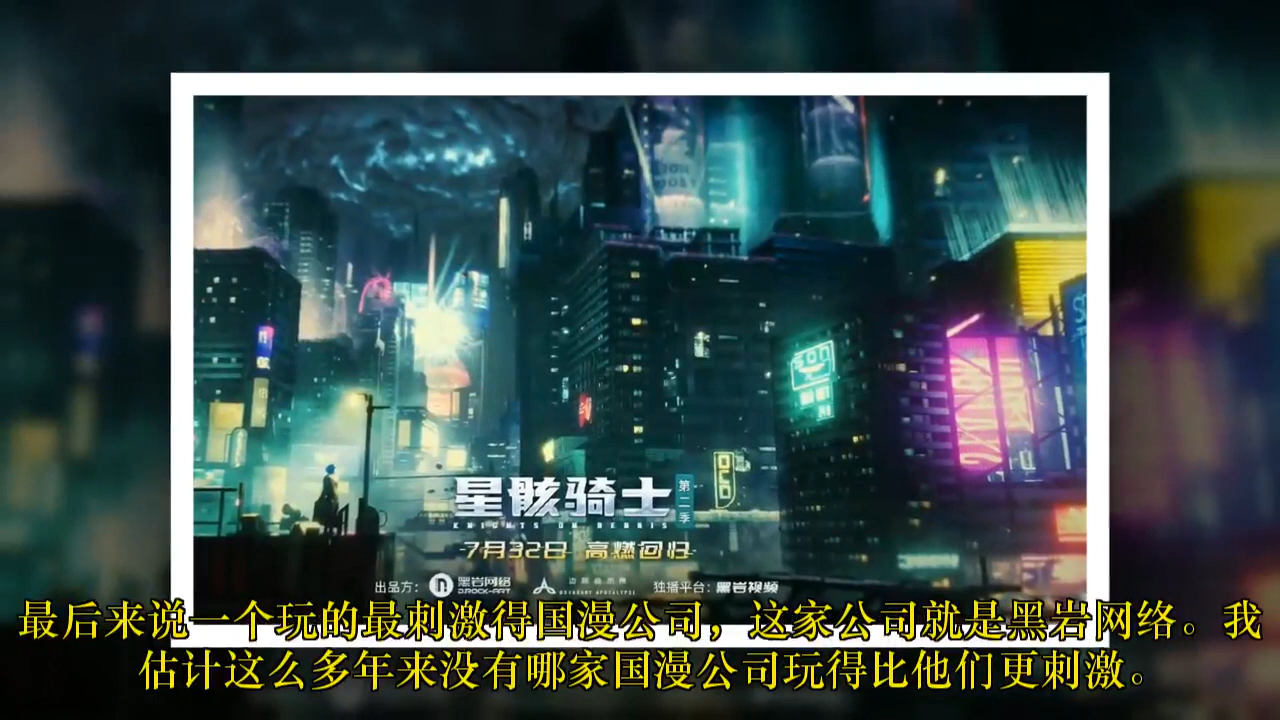 星骸骑士
第二季
KNIGHTS ON DEBRIS
7月32日 高燃回归
出品方: 黑岩网络 D.ROCK-ART 独播平台: 黑岩视频
最后来说一个玩的最刺激得国漫公司，这家公司就是黑岩网络。我
估计这么多年来没有哪家国漫公司玩得比他们更刺激。